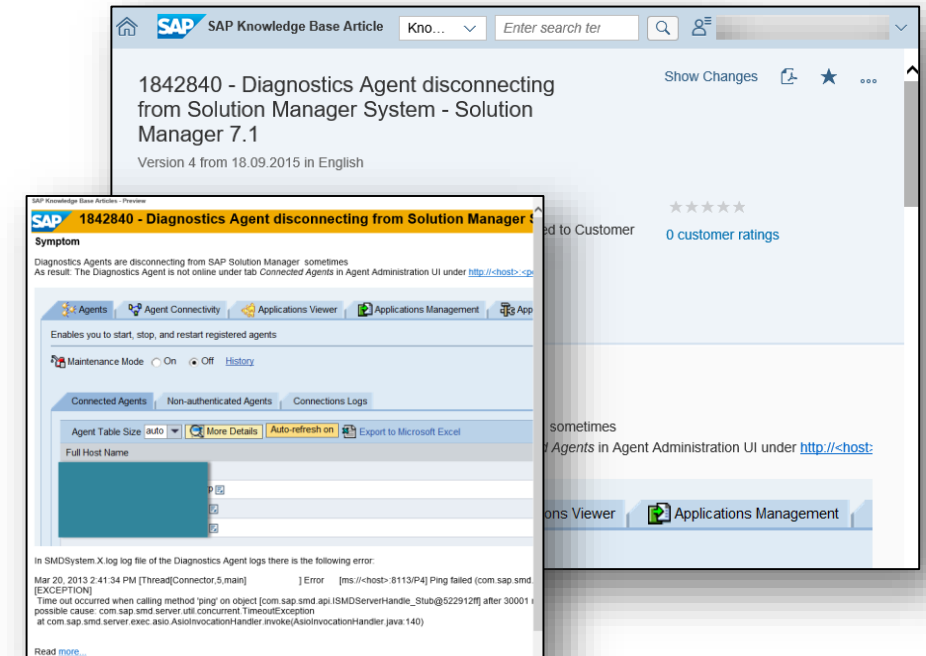 SAP SAP Knowledge Base Article Kno... Enter search ter
1842840 - Diagnostics Agent disconnecting
from Solution Manager System - Solution
Manager 7.1
Show Changes
Version 4 from 18.09.2015 in English
ed to Customer
0 customer ratings
sometimes
Agents in Agent Administration UI under http://<host>:
ons Viewer Applications Management
SAP Knowledge Base Articles - Preview
SAP 1842840 - Diagnostics Agent disconnecting from Solution Manager
Symptom
Diagnostics Agents are disconnecting from SAP Solution Manager sometimes
As result: The Diagnostics Agent is not online under tab Connected Agents in Agent Administration UI under http://<host>:<p
Agents Agent Connectivity Applications Viewer Applications Management App
Enables you to start, stop, and restart registered agents
Maintenance Mode On Off History
Connected Agents Non-authenticated Agents Connections Logs
Agent Table Size auto More Details Auto-refresh on Export to Microsoft Excel
Full Host Name
p
In SMDSystem.X.log log file of the Diagnostics Agent logs there is the following error:
Mar 20, 2013 2:41:34 PM [Thread[Connector,5,main] ] Error [ms://<host>:8113/P4] Ping failed (com.sap.smd.
[EXCEPTION]
Time out occurred when calling method 'ping' on object [com.sap.smd.api.ISMDServerHandle_Stub@522912ff] after 30001
possible cause: com.sap.smd.server.util.concurrent.TimeoutException
at com.sap.smd.server.exec.asio.AsioInvocationHandler.invoke(AsioInvocationHandler.java:140)
Read more...